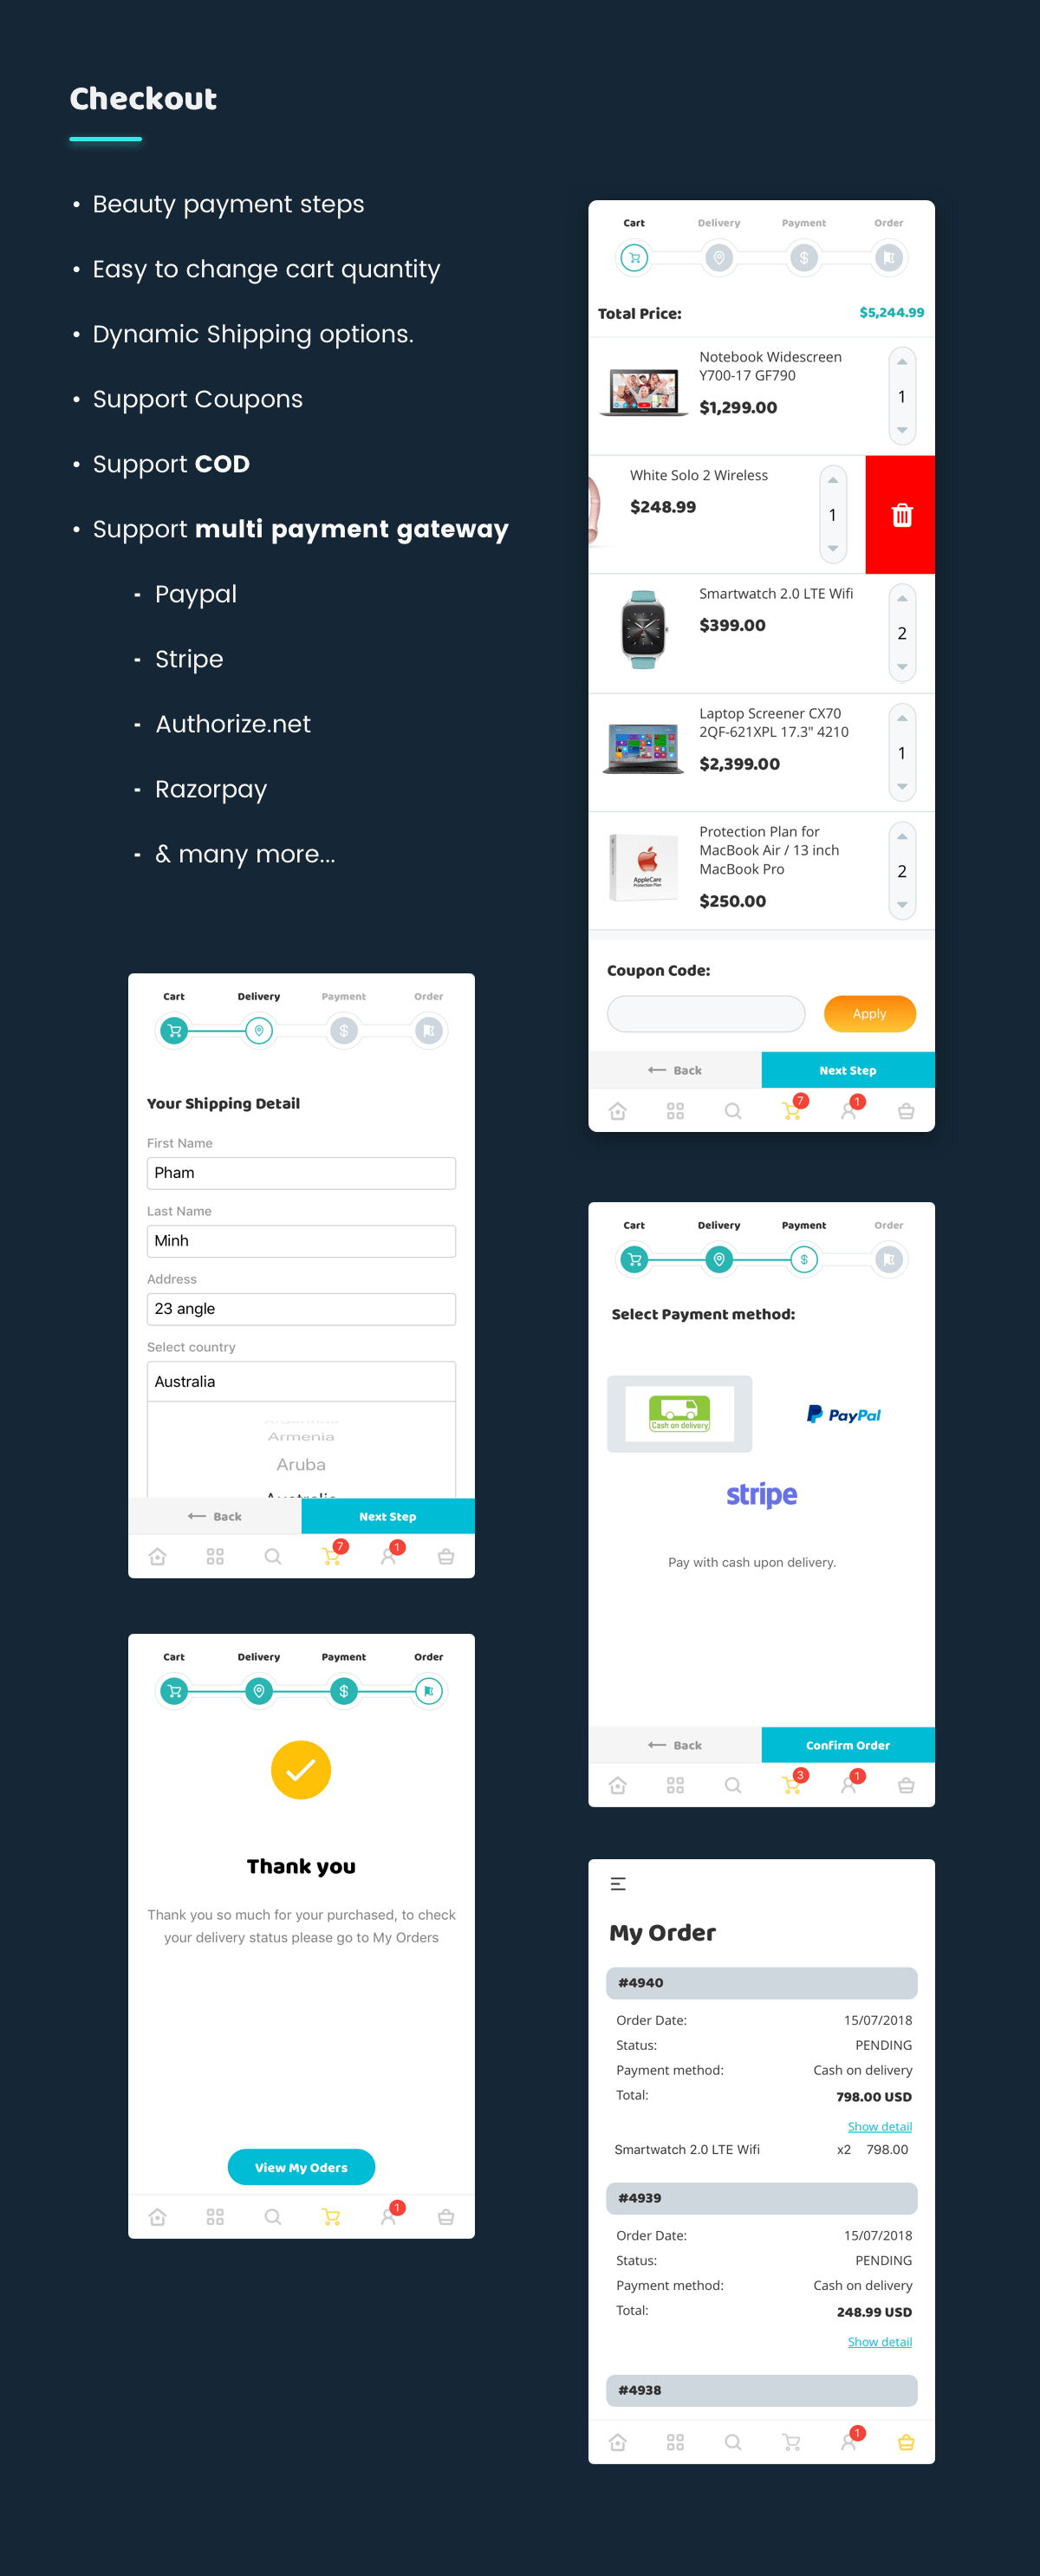 Checkout
• Beauty payment steps
• Easy to change cart quantity
• Dynamic Shipping options.
• Support Coupons
• Support COD
• Support multi payment gateway
- Paypal
- Stripe
- Authorize.net
- Razorpay
- & many more...
Cart Delivery Payment Order
Total Price: $5,244.99
Notebook Widescreen
Y700-17 GF790
$1,299.00
1
White Solo 2 Wireless
$248.99
1
Smartwatch 2.0 LTE Wifi
$399.00
2
Laptop Screener CX70
2QF-621XPL 17.3" 4210
$2,399.00
1
AppleCare
Protection Plan
Protection Plan for
MacBook Air / 13 inch
MacBook Pro
$250.00
2
Coupon Code:
Apply
Back Next Step
7 1
Cart Delivery Payment Order
Your Shipping Detail
First Name
Pham
Last Name
Minh
Address
23 angle
Select country
Australia
Argentina
Armenia
Aruba
Australia
Back Next Step
7 1
Cart Delivery Payment Order
Select Payment method:
Cash on delivery
PayPal
stripe
Pay with cash upon delivery.
Back Confirm Order
3 1
Cart Delivery Payment Order
Thank you
Thank you so much for your purchased, to check
your delivery status please go to My Orders
View My Oders
1
My Order
#4940
Order Date: 15/07/2018
Status: PENDING
Payment method: Cash on delivery
Total: 798.00 USD
Show detail
Smartwatch 2.0 LTE Wifi x2 798.00
#4939
Order Date: 15/07/2018
Status: PENDING
Payment method: Cash on delivery
Total: 248.99 USD
Show detail
#4938
1